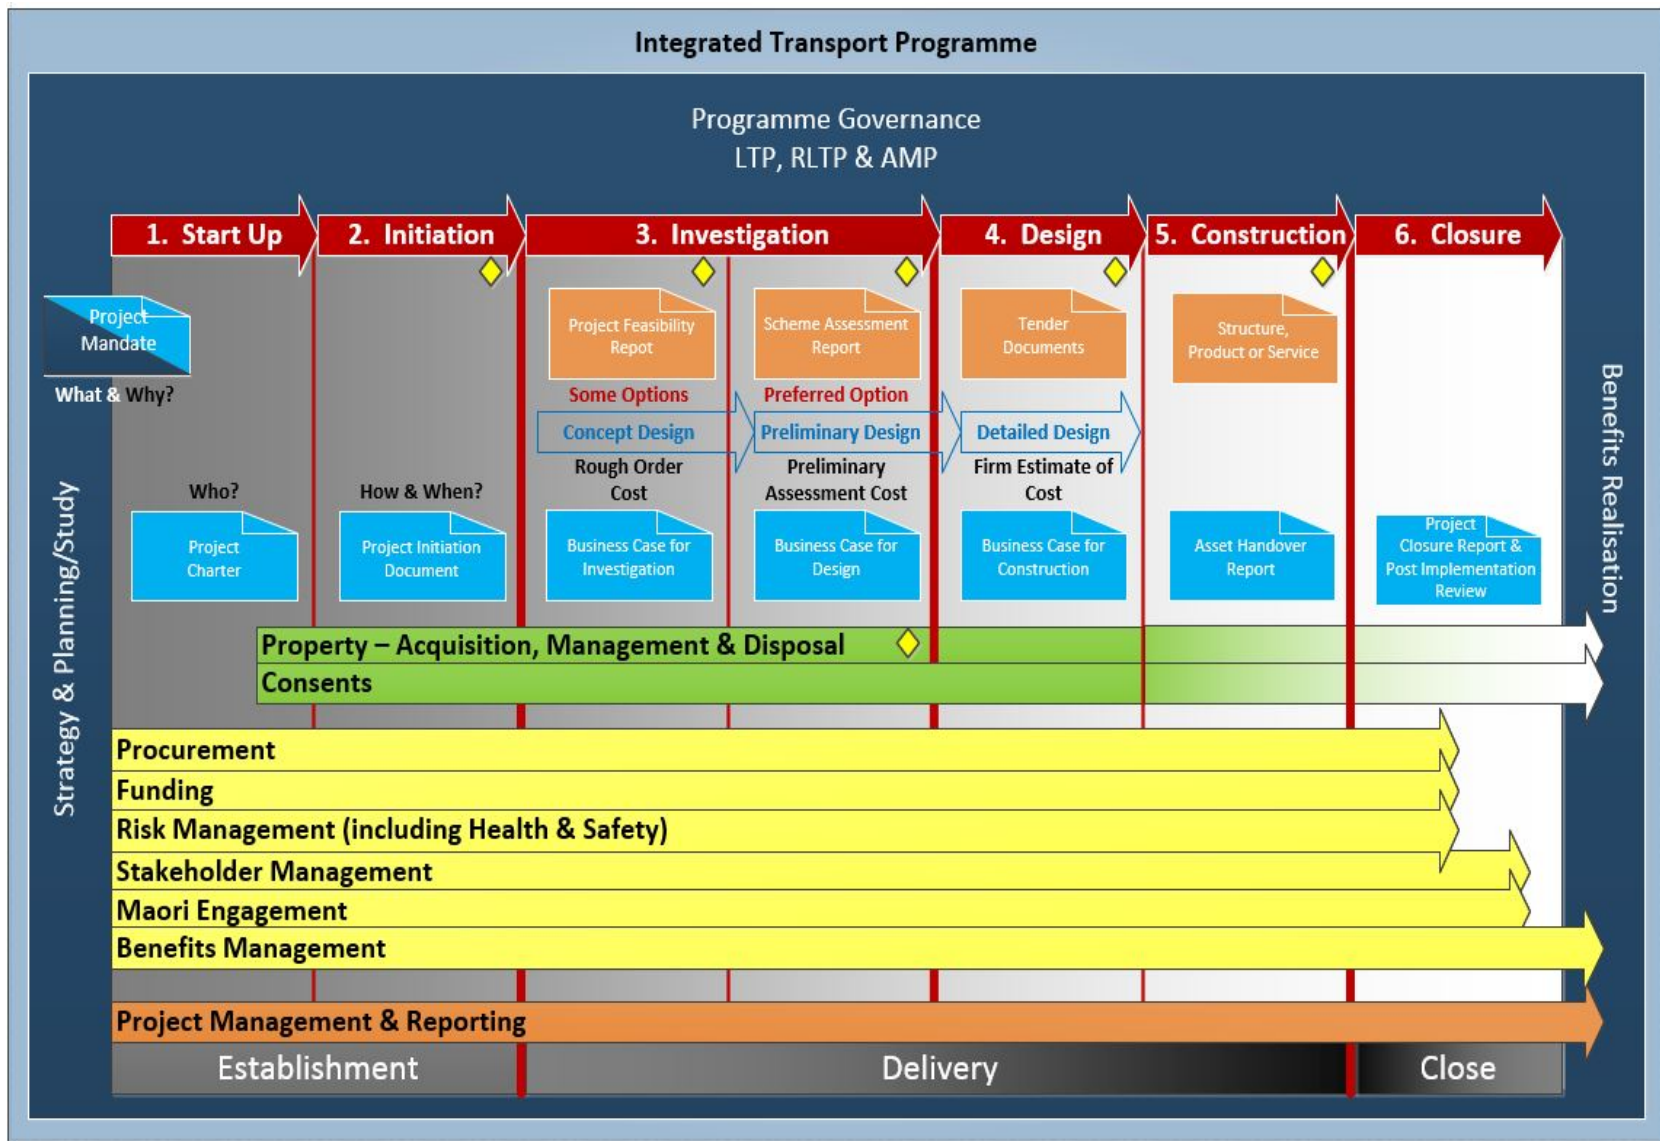 Integrated Transport Programme
Programme Governance
LTP, RLTP & AMP
1. Start Up
2. Initiation
3. Investigation
4. Design
5. Construction
6. Closure
Project
Mandate
What & Why?
Project Feasibility
Repot
Scheme Assessment
Report
Tender
Documents
Structure,
Product or Service
Some Options
Preferred Option
Concept Design
Preliminary Design
Detailed Design
Rough Order
Cost
Preliminary
Assessment Cost
Firm Estimate of
Cost
Who?
How & When?
Project
Charter
Project Initiation
Document
Business Case for
Investigation
Business Case for
Design
Business Case for
Construction
Asset Handover
Report
Project
Closure Report &
Post Implementation
Review
Strategy & Planning/Study
Benefits Realisation
Property – Acquisition, Management & Disposal
Consents
Procurement
Funding
Risk Management (including Health & Safety)
Stakeholder Management
Maori Engagement
Benefits Management
Project Management & Reporting
Establishment
Delivery
Close